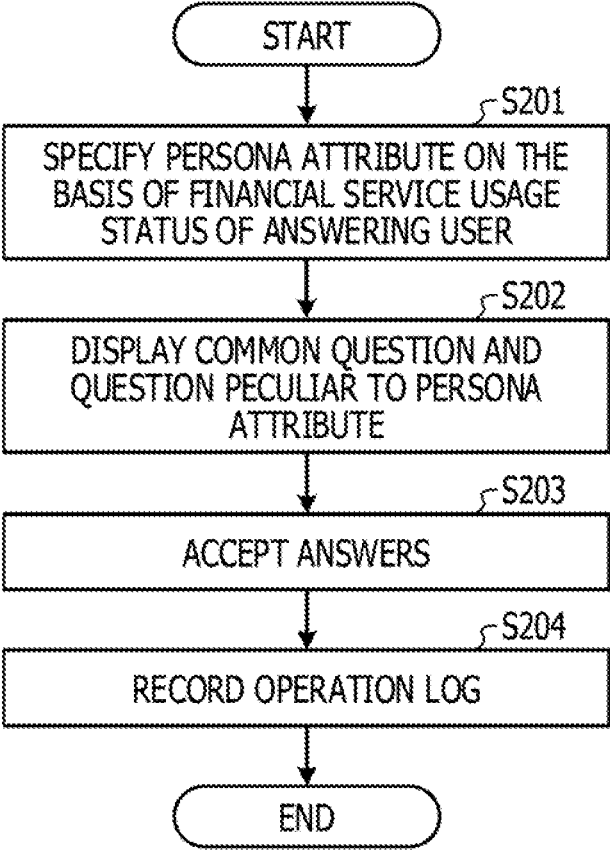 START
S201
SPECIFY PERSONA ATTRIBUTE ON THE
BASIS OF FINANCIAL SERVICE USAGE
STATUS OF ANSWERING USER
S202
DISPLAY COMMON QUESTION AND
QUESTION PECULIAR TO PERSONA
ATTRIBUTE
S203
ACCEPT ANSWERS
S204
RECORD OPERATION LOG
END